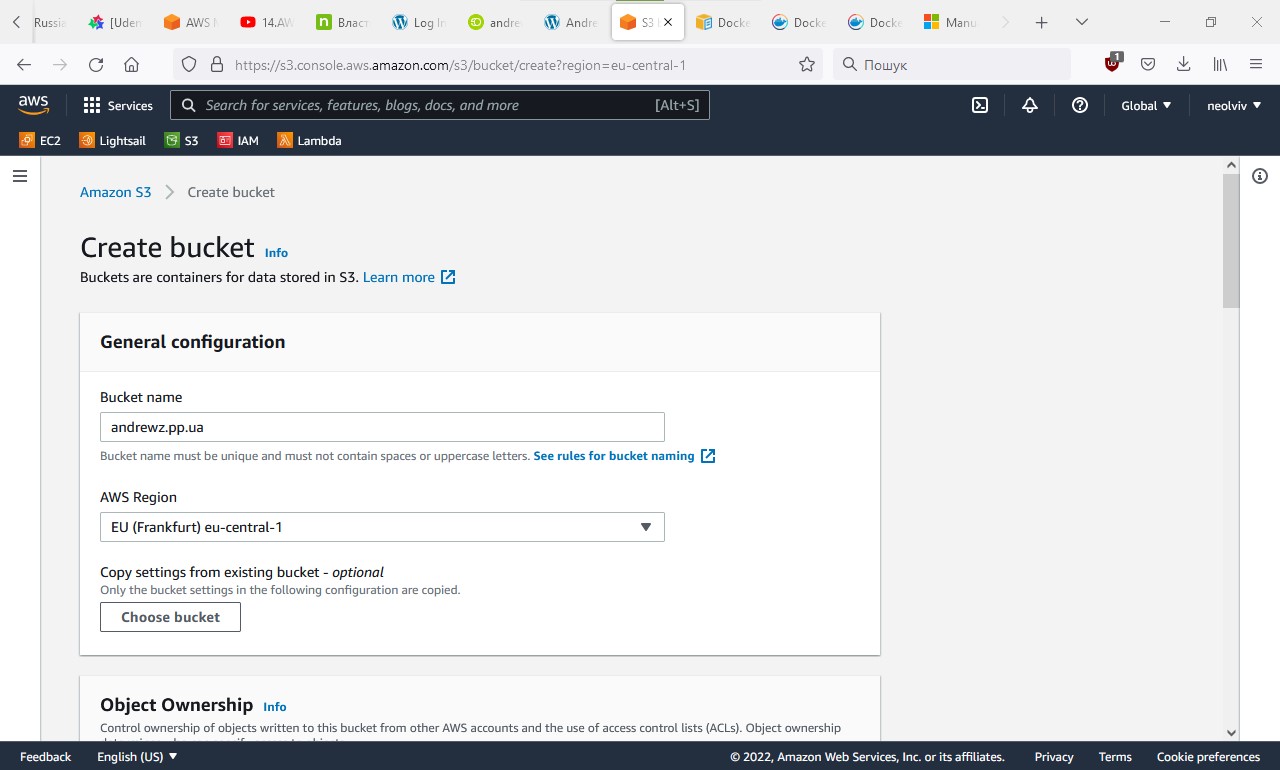 Russia
[Uden
AWS
14.AW
Власт
Log In
andre
Andre
S3
Docke
Docke
Docke
Manu
https://s3.console.aws.amazon.com/s3/bucket/create?region=eu-central-1
Пошук
1
aws
Services
Search for services, features, blogs, docs, and more
[Alt+S]
Global
neolviv
EC2
Lightsail
S3
IAM
Lambda
Amazon S3 > Create bucket
Create bucket Info
Buckets are containers for data stored in S3. Learn more
General configuration
Bucket name
andrewz.pp.ua
Bucket name must be unique and must not contain spaces or uppercase letters. See rules for bucket naming
AWS Region
EU (Frankfurt) eu-central-1
Copy settings from existing bucket - optional
Only the bucket settings in the following configuration are copied.
Choose bucket
Object Ownership Info
Control ownership of objects written to this bucket from other AWS accounts and the use of access control lists (ACLs). Object ownership
Feedback
English (US)
© 2022, Amazon Web Services, Inc. or its affiliates.
Privacy
Terms
Cookie preferences